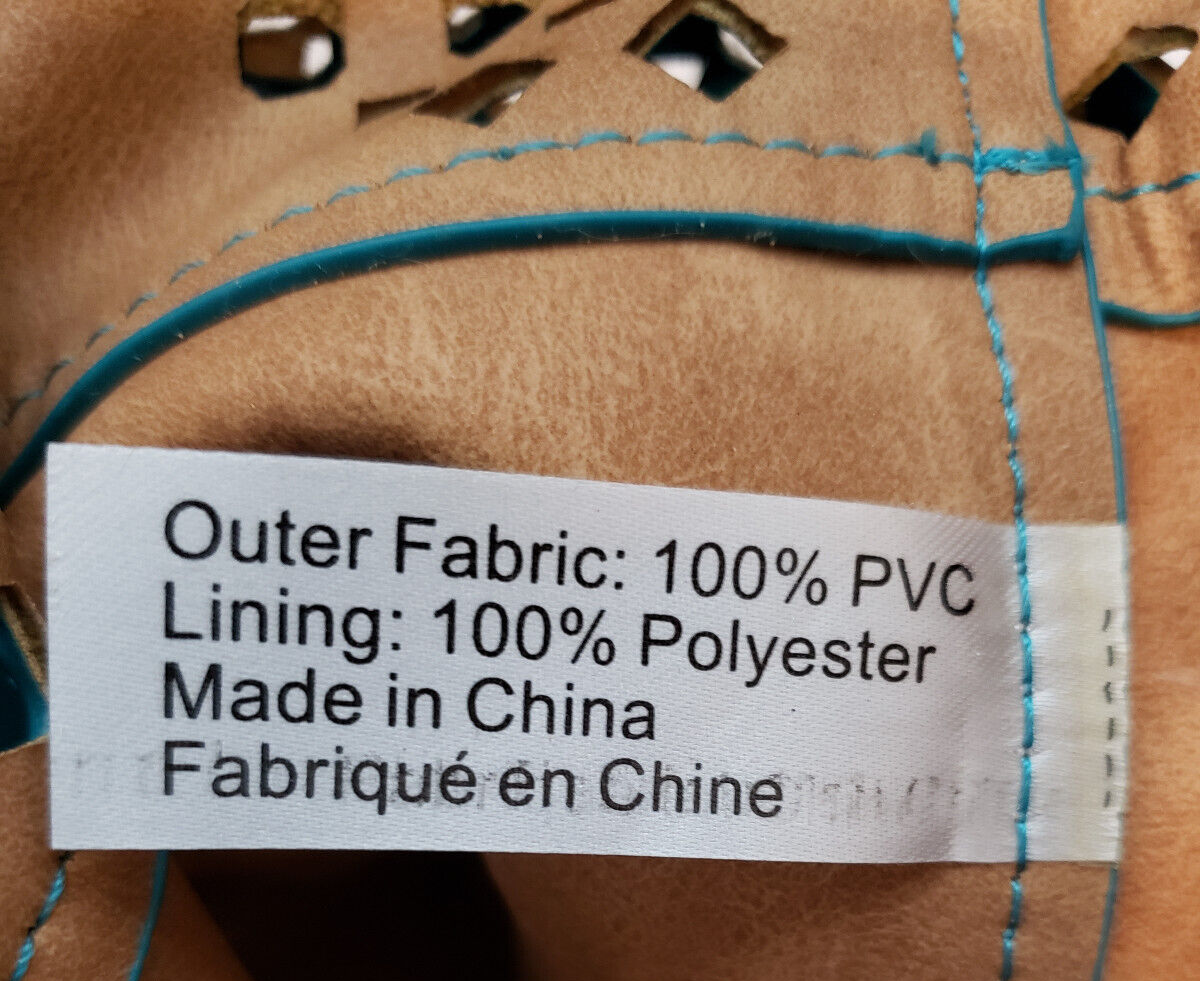 Outer Fabric: 100% PVC
Lining: 100% Polyester
Made in China
Fabriqué en Chine